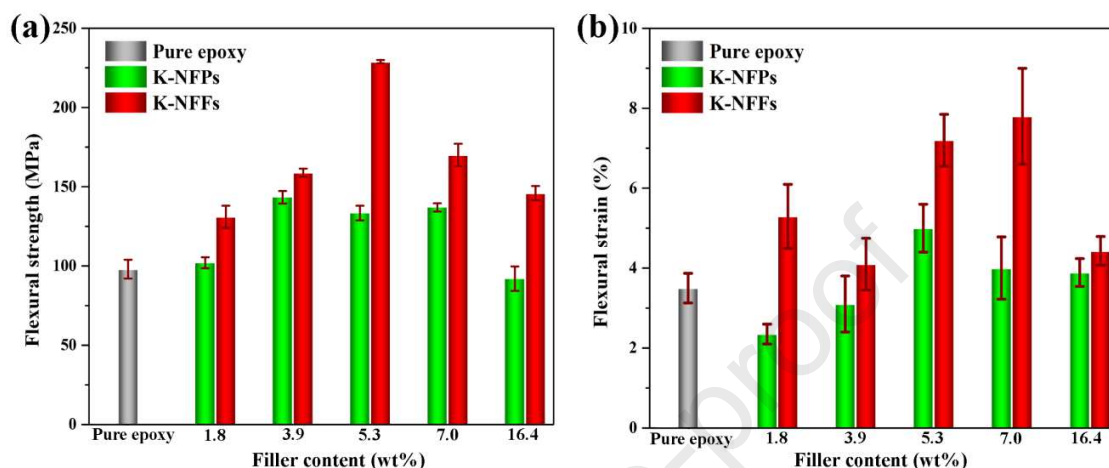 (a)
250
200
150
100
50
0
Flexural strength (MPa)
Pure epoxy
K-NFPs
K-NFFs
Pure epoxy 1.8 3.9 5.3 7.0 16.4
Filler content (wt%)
(b)
10
8
6
4
2
0
Flexural strain (%)
Pure epoxy
K-NFPs
K-NFFs
Pure epoxy 1.8 3.9 5.3 7.0 16.4
Filler content (wt%)
-proof